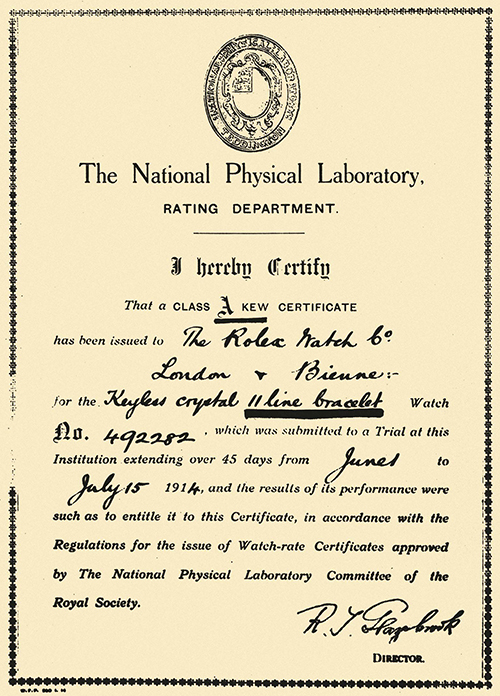 The National Physical Laboratory,
RATING DEPARTMENT.
I hereby Certify
That a CLASS A KEW CERTIFICATE
has been issued to The Rolex Watch Co
London & Bienne:-
for the Keyless crystal 11 line bracelet Watch
No. 492282, which was submitted to a Trial at this
Institution extending over 45 days from June 1 to
July 15 1914, and the results of its performance were
such as to entitle it to this Certificate, in accordance with the
Regulations for the issue of Watch-rate Certificates approved
by The National Physical Laboratory Committee of the
Royal Society.
R. T. Glazebrook
DIRECTOR.